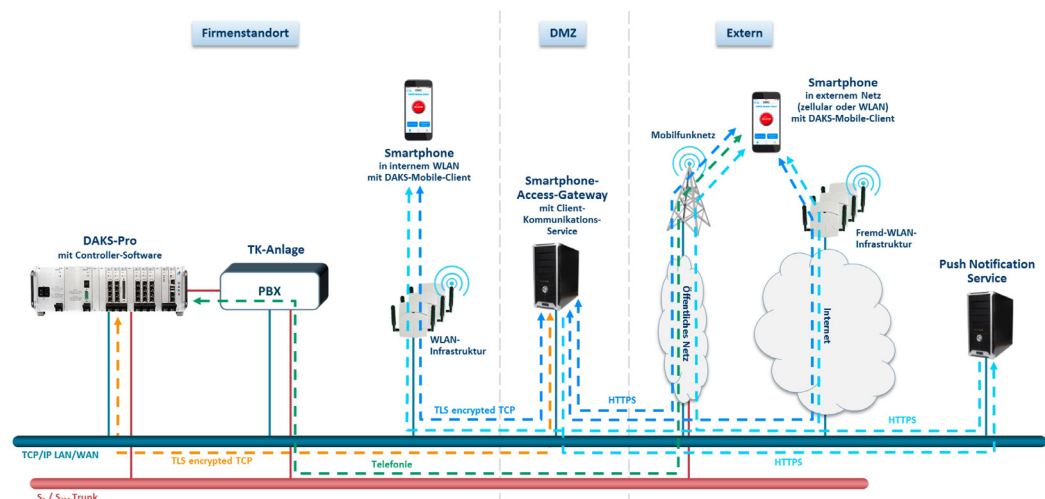 Firmenstandort
DMZ
Extern
Smartphone
in internem WLAN
mit DAKS-Mobile-Client
Smartphone
in externem Netz
(zellular oder WLAN)
mit DAKS-Mobile-Client
Mobilfunknetz
Smartphone-
Access-Gateway
mit Client-
Kommunikations-
Service
Fremd-WLAN-
Infrastruktur
DAKS-Pro
mit Controller-Software
TK-Anlage
PBX
WLAN-
Infrastruktur
Öffentliches Netz
Internet
Push Notification
Service
TLS encrypted TCP
HTTPS
HTTPS
TCP/IP LAN/WAN
TLS encrypted TCP
Telefonie
HTTPS
Trunk